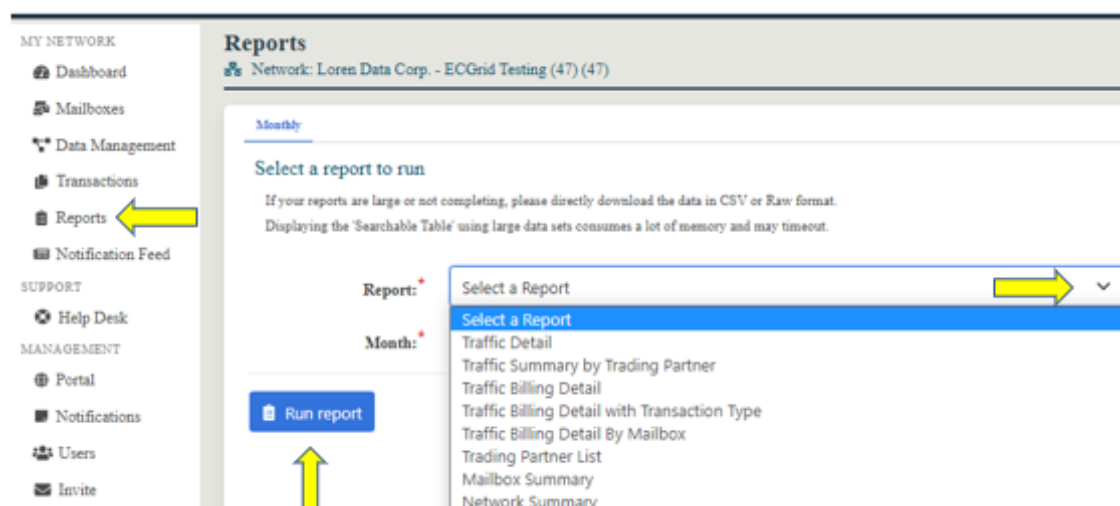 MY NETWORK
Dashboard
Mailboxes
Data Management
Transactions
Reports
Notification Feed
SUPPORT
Help Desk
MANAGEMENT
Portal
Notifications
Users
Invite
Reports
Network: Loren Data Corp. - ECGrid Testing (47) (47)
Monthly
Select a report to run
If your reports are large or not completing, please directly download the data in CSV or Raw format.
Displaying the 'Searchable Table' using large data sets consumes a lot of memory and may timeout.
Report:* Select a Report
Select a Report
Month:* Traffic Detail
Traffic Summary by Trading Partner
Traffic Billing Detail
Traffic Billing Detail with Transaction Type
Traffic Billing Detail By Mailbox
Trading Partner List
Mailbox Summary
Network Summary
Run report